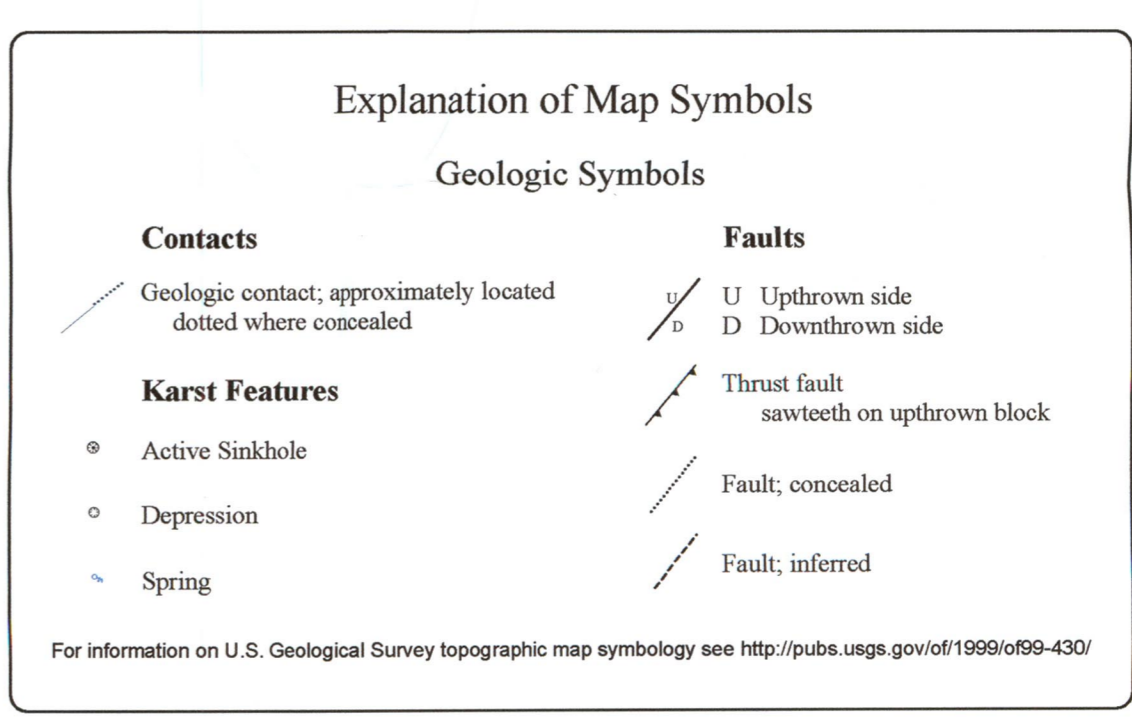 Explanation of Map Symbols
Geologic Symbols
Contacts
Geologic contact; approximately located
dotted where concealed
Karst Features
Active Sinkhole
Depression
Spring
Faults
U
D
U Upthrown side
D Downthrown side
Thrust fault
sawteeth on upthrown block
Fault; concealed
Fault; inferred
For information on U.S. Geological Survey topographic map symbology see http://pubs.usgs.gov/of/1999/of99-430/